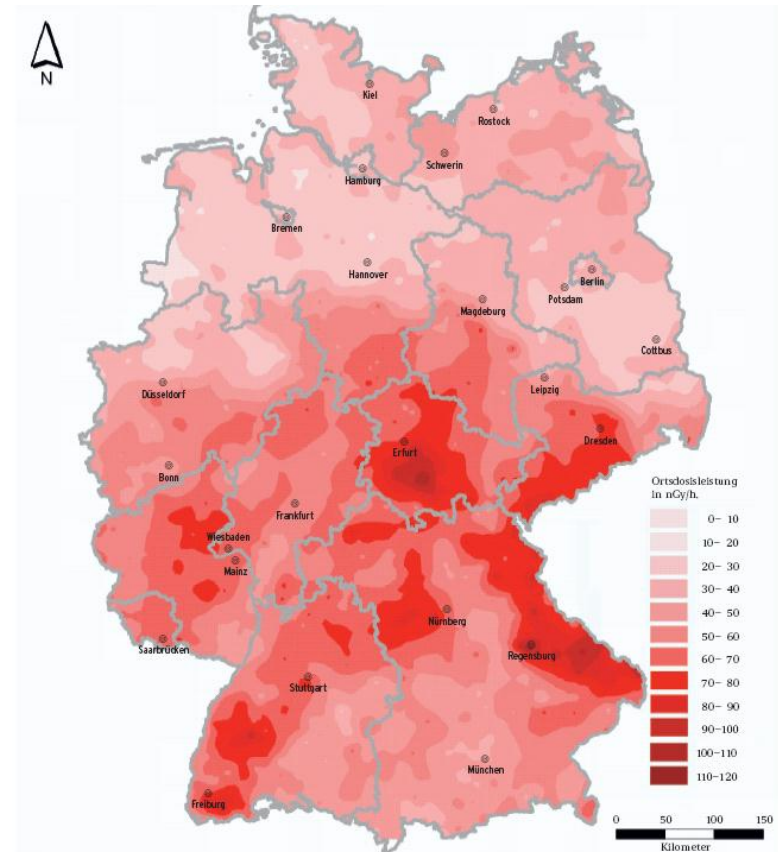 N
Kiel
Rostock
Schwerin
Hamburg
Bremen
Hannover
Berlin
Potsdam
Magdeburg
Cottbus
Düsseldorf
Leipzig
Dresden
Erfurt
Bonn
Frankfurt
Wiesbaden
Mainz
Saarbrücken
Nürnberg
Regensburg
Stuttgart
München
Freiburg
Ortsdosisleistung
in nGy/h.
0– 10
10– 20
20– 30
30– 40
40– 50
50– 60
60– 70
70– 80
80– 90
90–100
100–110
110–120
0 50 100 150
Kilometer